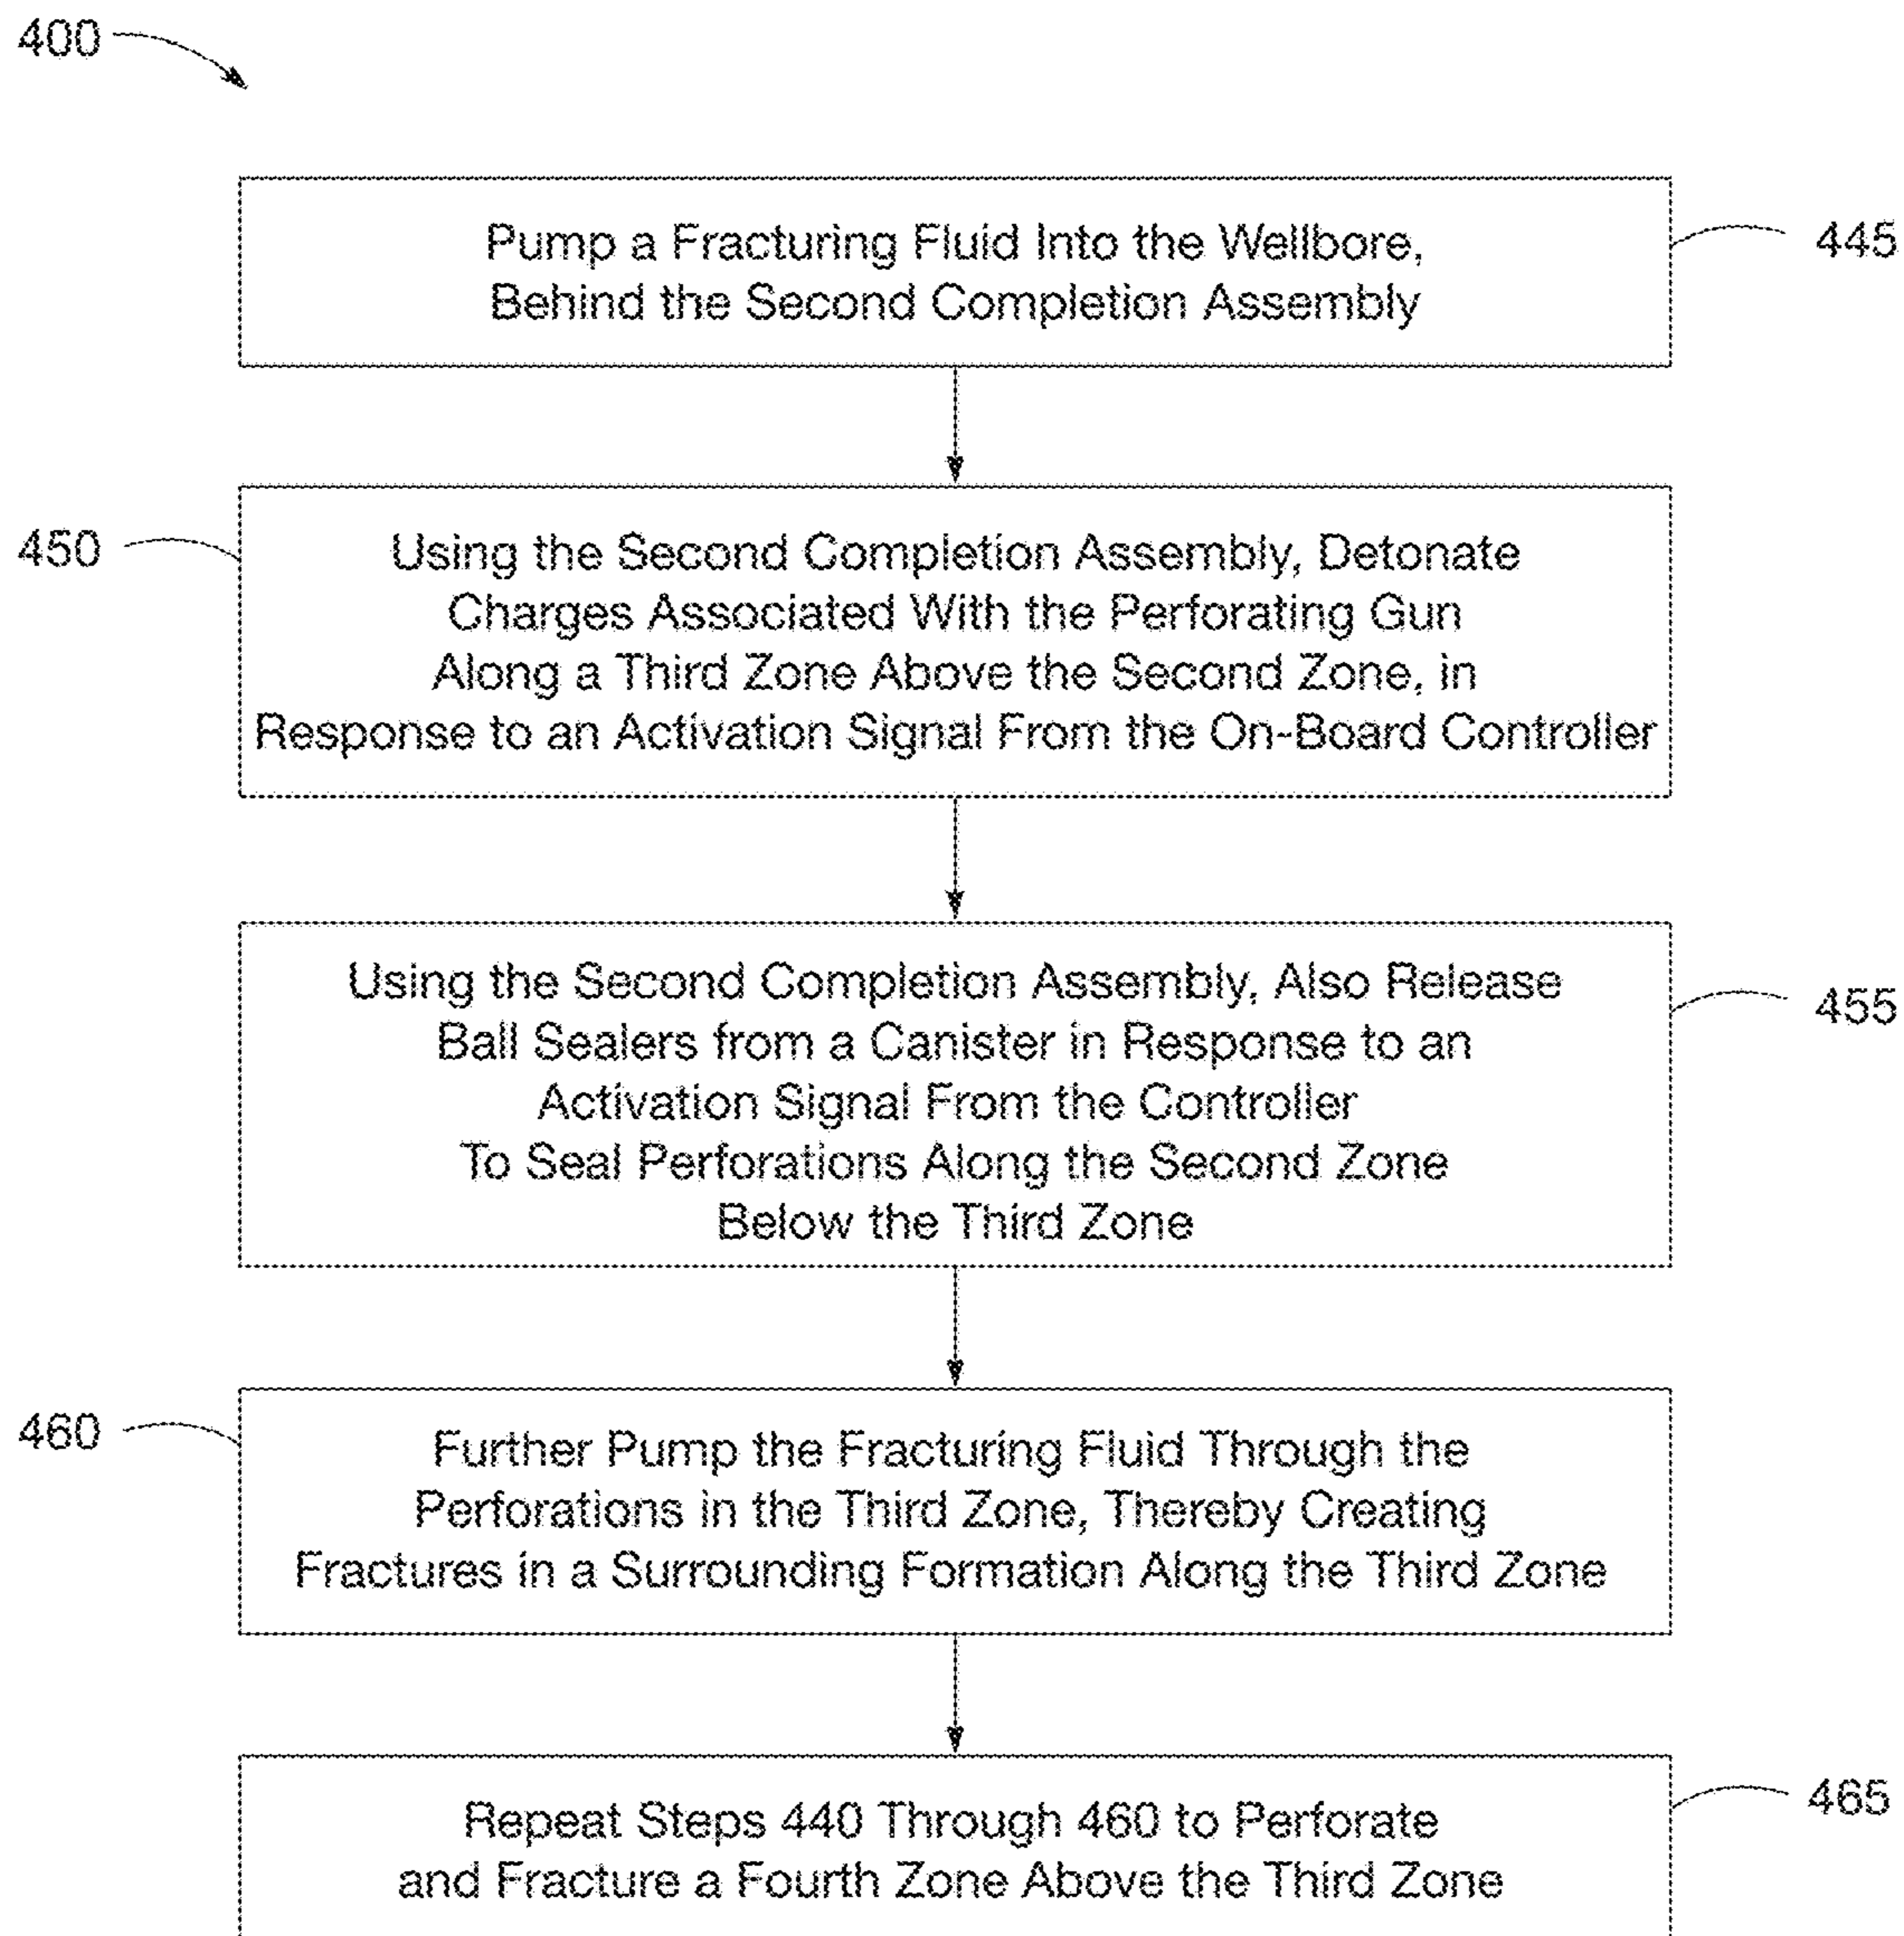 400
Pump a Fracturing Fluid Into the Wellbore,
Behind the Second Completion Assembly
445
450
Using the Second Completion Assembly, Detonate
Charges Associated With the Perforating Gun
Along a Third Zone Above the Second Zone, in
Response to an Activation Signal From the On-Board Controller
Using the Second Completion Assembly, Also Release
Ball Sealers from a Canister in Response to an
Activation Signal From the Controller
To Seal Perforations Along the Second Zone
Below the Third Zone
455
460
Further Pump the Fracturing Fluid Through the
Perforations in the Third Zone, Thereby Creating
Fractures in a Surrounding Formation Along the Third Zone
Repeat Steps 440 Through 460 to Perforate
and Fracture a Fourth Zone Above the Third Zone
465